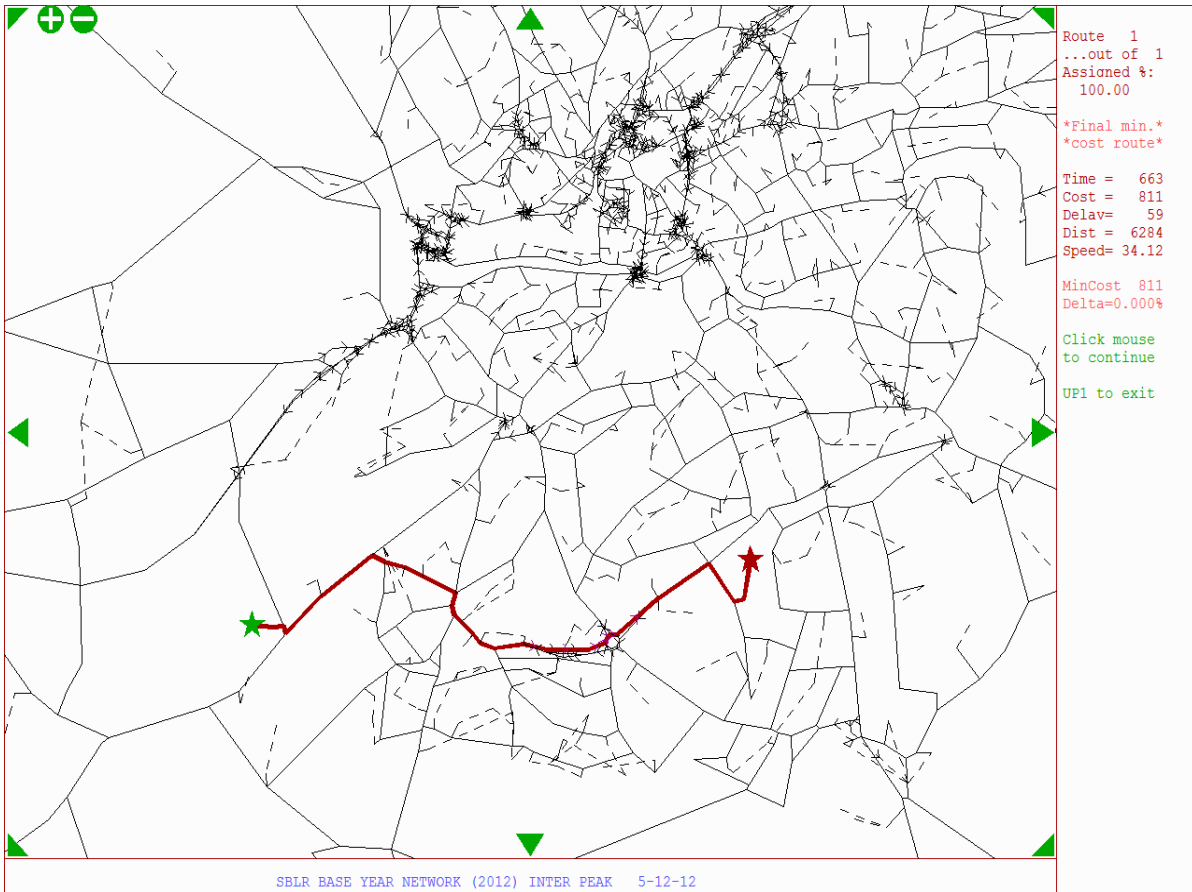 Route 1
...out of 1
Assigned %:
100.00
*Final min.*
*cost route*
Time = 663
Cost = 811
Delay= 59
Dist = 6284
Speed= 34.12
MinCost 811
Delta=0.000%
Click mouse
to continue
UP1 to exit
SBLR BASE YEAR NETWORK (2012) INTER PEAK 5-12-12